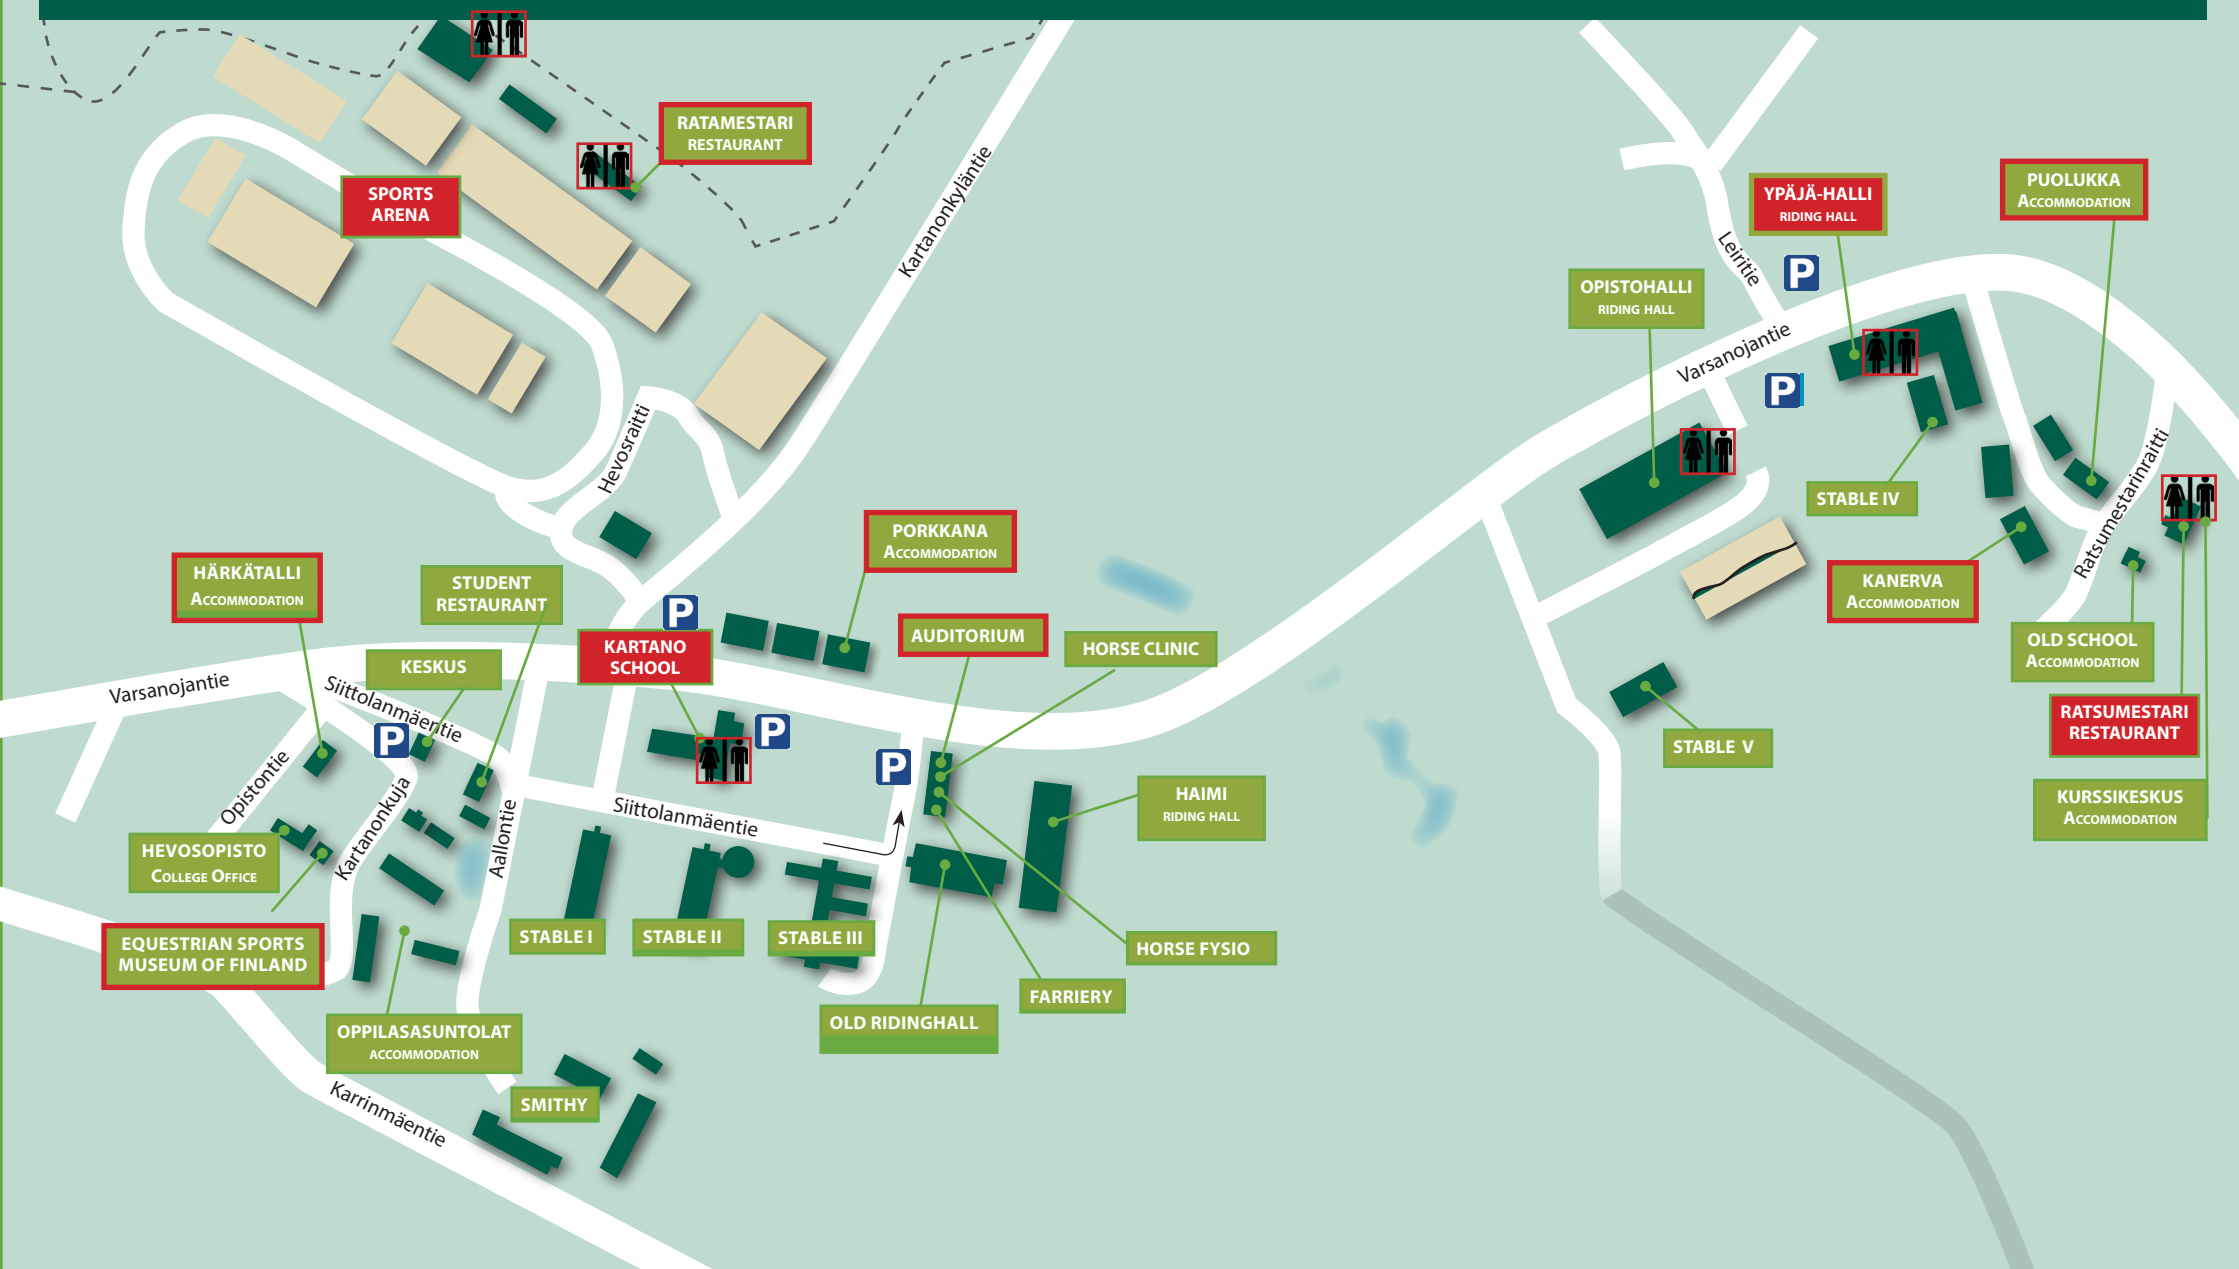 RATAMESTARI
RESTAURANT
SPORTS
ARENA
Kartanonkyläntie
Hevosraitti
Leiritie
YPÄJÄ-HALLI
RIDING HALL
PUOLUKKA
ACCOMMODATION
OPISTOHALLI
RIDING HALL
P
Varsanojantie
P
STABLE IV
Ratsumestarinraitti
KANERVA
ACCOMMODATION
OLD SCHOOL
ACCOMMODATION
RATSUMESTARI
RESTAURANT
KURSSIKESKUS
ACCOMMODATION
STABLE V
PORKKANA
ACCOMMODATION
HÄRKÄTALLI
ACCOMMODATION
STUDENT
RESTAURANT
P
KARTANO
SCHOOL
AUDITORIUM
HORSE CLINIC
KESKUS
Varsanojantie
Siittolanmäentie
P
P
P
Opistontie
Kartanonkuja
Aallontie
Siittolanmäentie
HAIMI
RIDING HALL
HEVOSOPISTO
COLLEGE OFFICE
EQUESTRIAN SPORTS
MUSEUM OF FINLAND
STABLE I
STABLE II
STABLE III
HORSE FYSIO
FARRIERY
OLD RIDINGHALL
OPPILASASUNTOLAT
ACCOMMODATION
SMITHY
Karrinmäentie